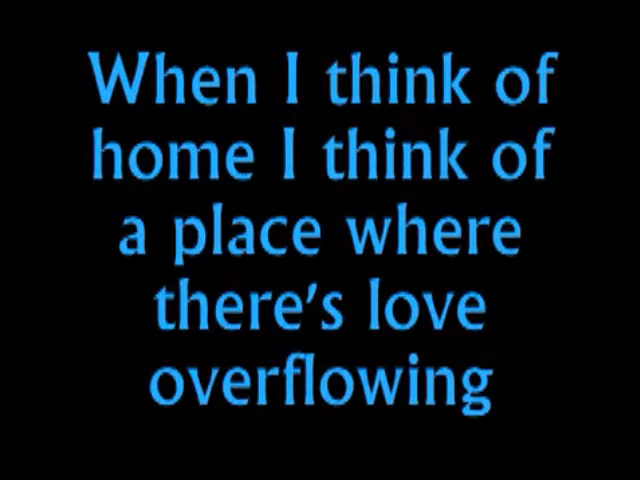 When I think of
home I think of
a place where
there's love
overflowing